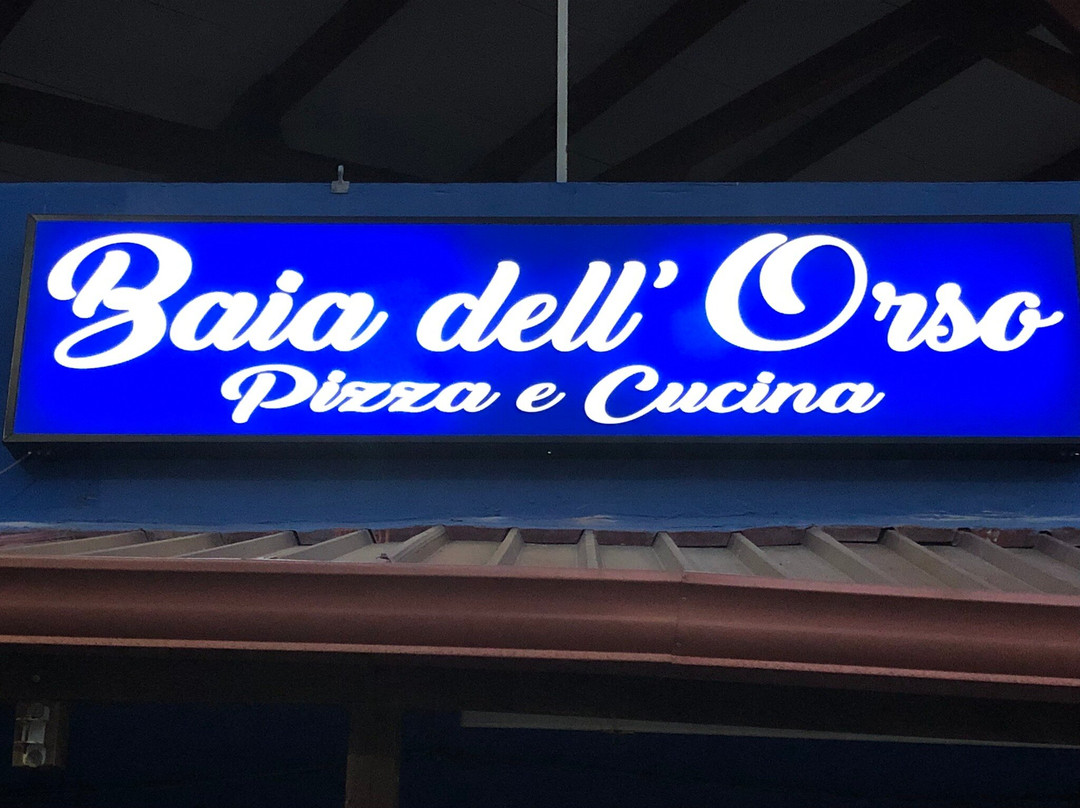 Baia dell' Orso
Pizza e Cucina